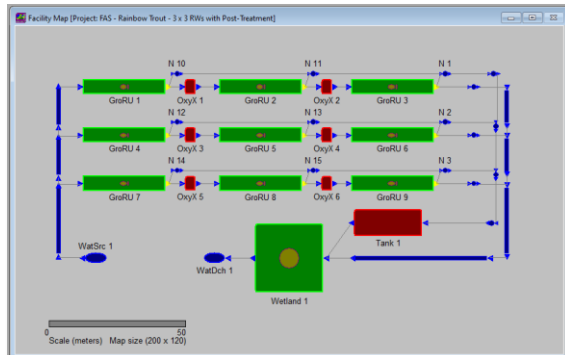 Facility Map [Project: FAS - Rainbow Trout - 3 x 3 RWs with Post-Treatment]
N 10 N 11 N 1
GroRU 1 OxyX 1 GroRU 2 OxyX 2 GroRU 3
N 12 N 13 N 2
GroRU 4 OxyX 3 GroRU 5 OxyX 4 GroRU 6
N 14 N 15 N 3
GroRU 7 OxyX 5 GroRU 8 OxyX 6 GroRU 9
Tank 1
WatSrc 1 WatDch 1
Wetland 1
0 50
Scale (meters) Map size (200 x 120)